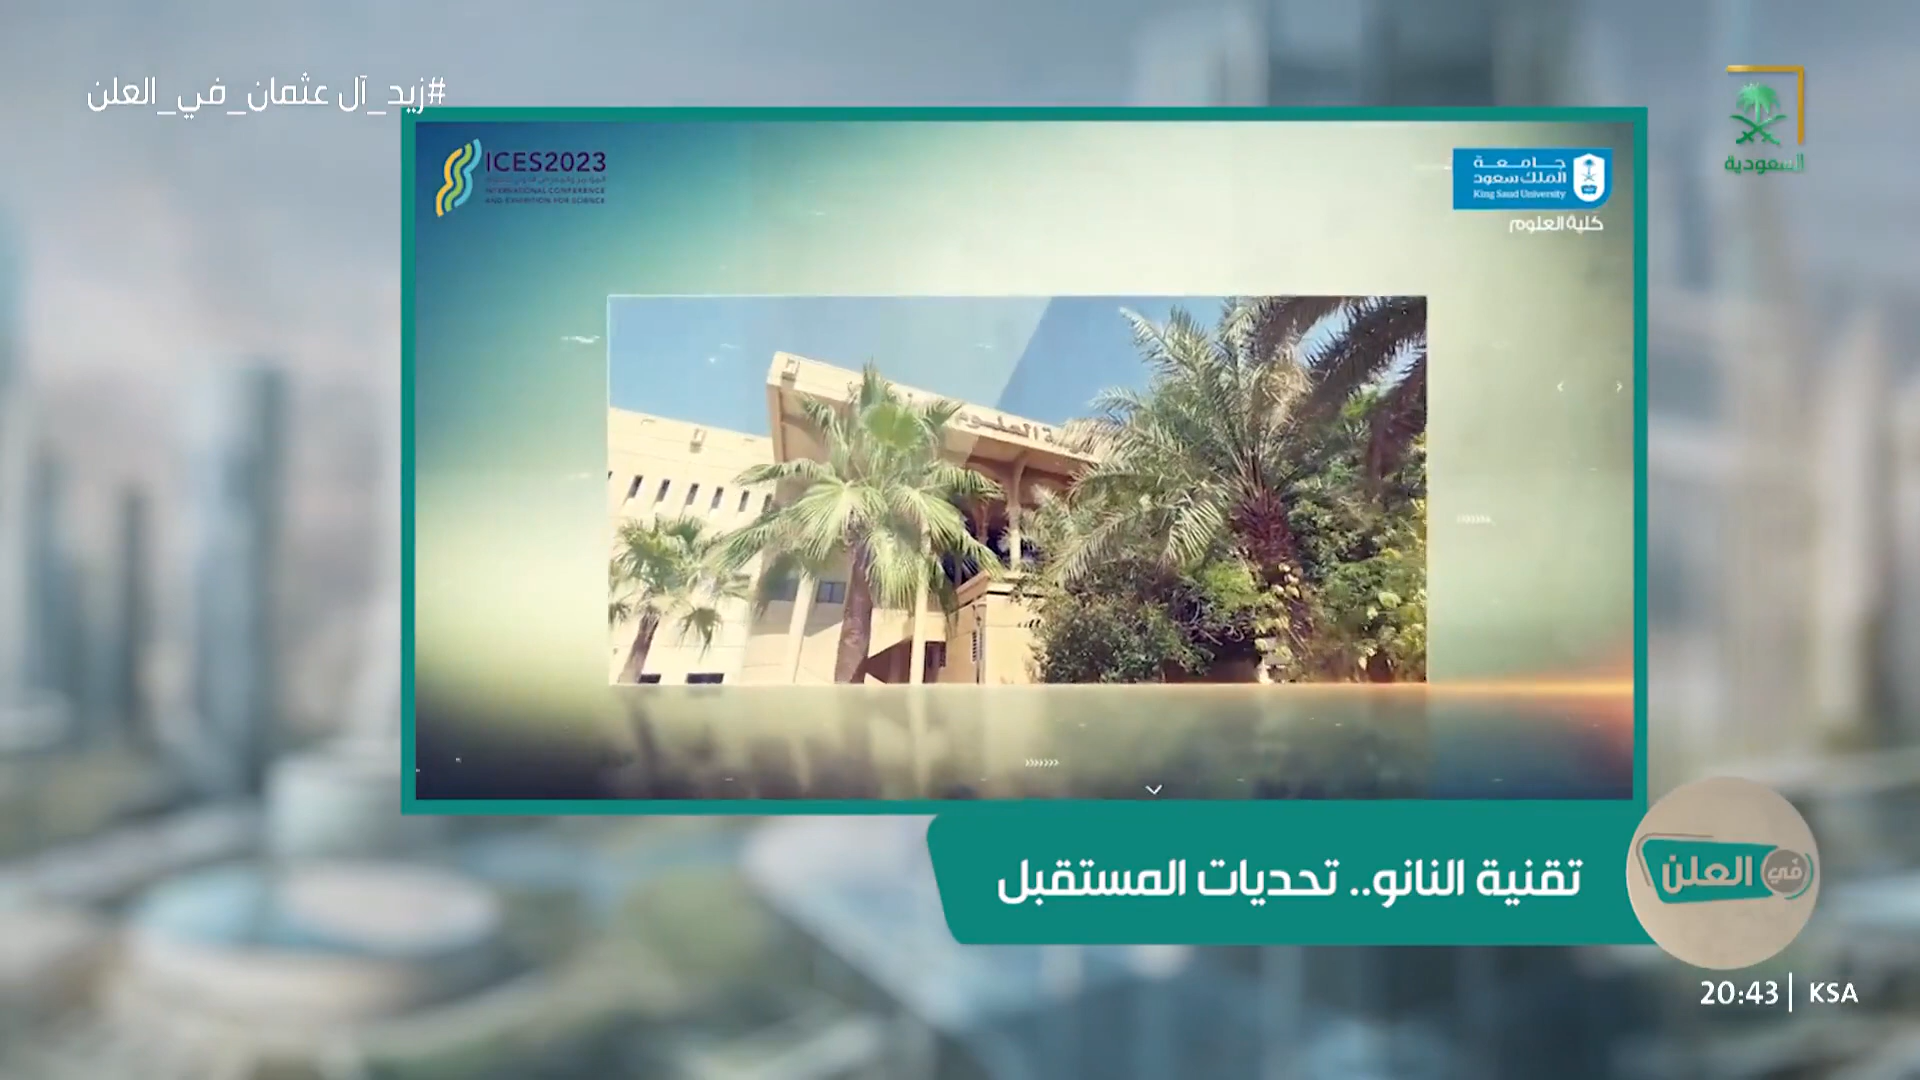 #زيد_آل عثمان_في_العلن
السعودية
ICES2023
INTERNATIONAL CONFERENCE
AND EXHIBITION FOR SCIENCE
جامعة
الملك سعود
King Saud University
كلية العلوم
تقنية النانو.. تحديات المستقبل
في العلن
20:43 | KSA